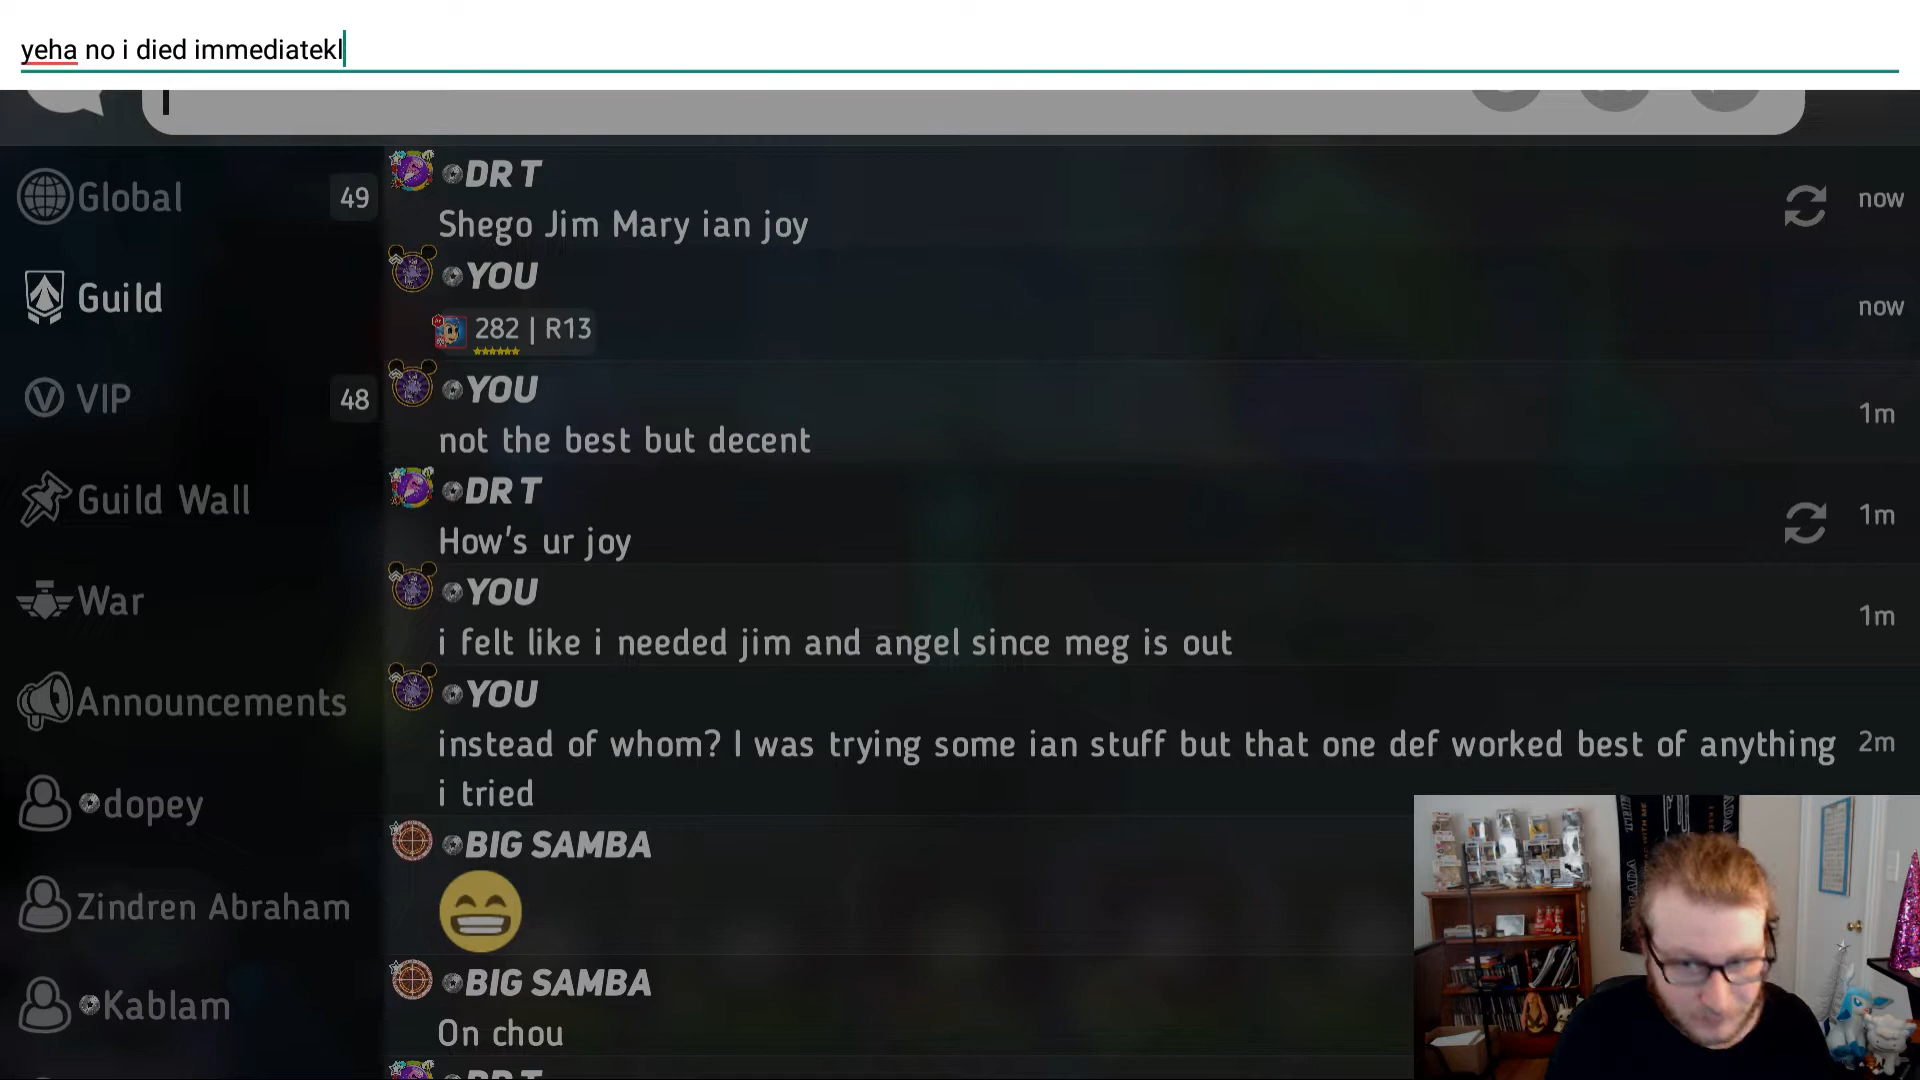 yeha no i died immediatekl
Global
49
Guild
VIP
48
Guild Wall
War
Announcements
dopey
Zindren Abraham
Kablam
DR T
now
Shego Jim Mary ian joy
YOU
now
282 | R13
YOU
1m
not the best but decent
DR T
1m
How's ur joy
YOU
1m
i felt like i needed jim and angel since meg is out
YOU
instead of whom? I was trying some ian stuff but that one def worked best of anything
2m
i tried
BIG SAMBA
BIG SAMBA
On chou
DR T